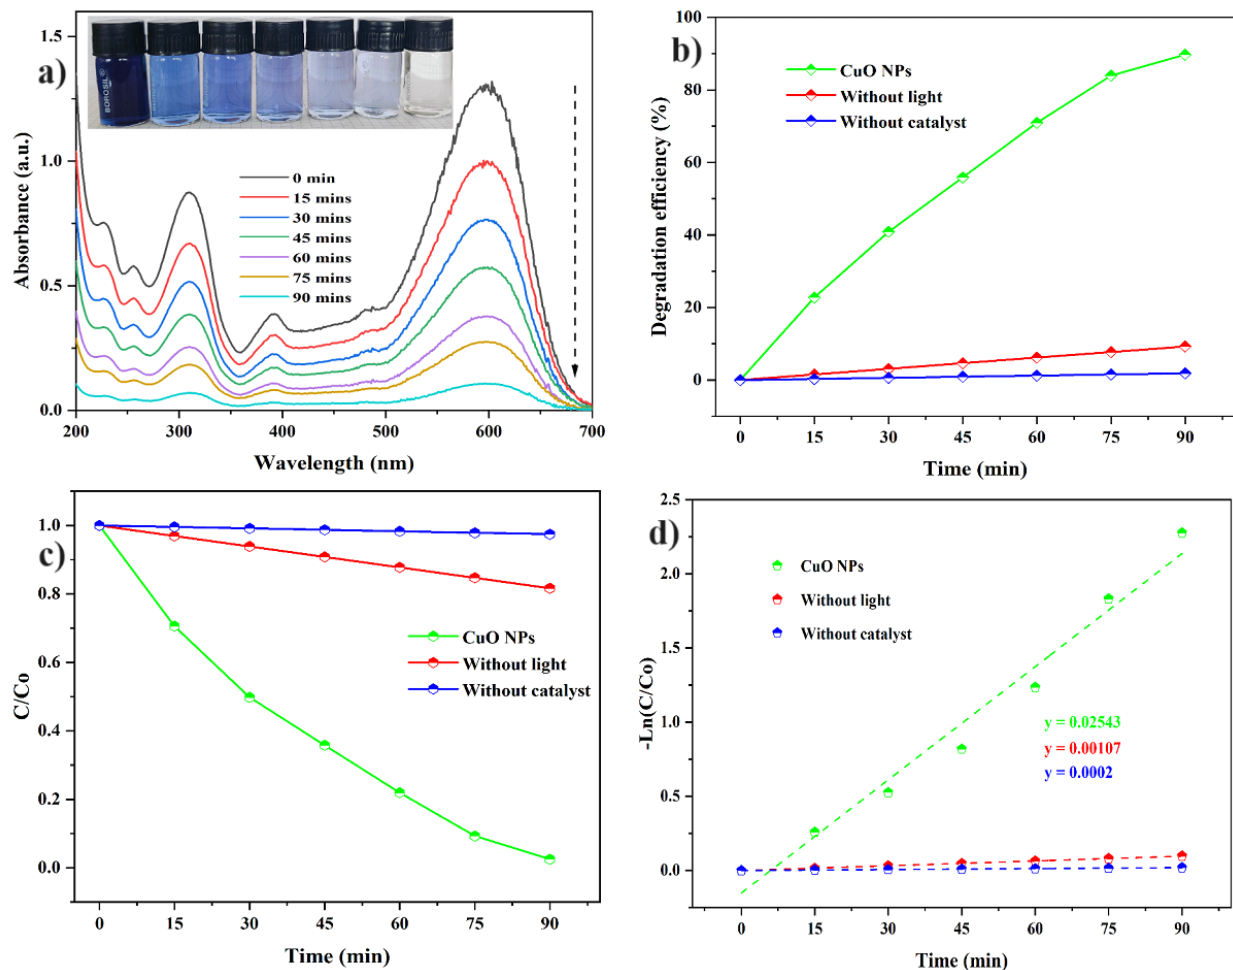 a)
BOROSIL®
1.5
1.0
0.5
0.0
Absorbance (a.u.)
0 min
15 mins
30 mins
45 mins
60 mins
75 mins
90 mins
200 300 400 500 600 700
Wavelength (nm)
b)
100
80
60
40
20
0
Degradation efficiency (%)
CuO NPs
Without light
Without catalyst
0 15 30 45 60 75 90
Time (min)
c)
1.0
0.8
0.6
0.4
0.2
0.0
C/Co
CuO NPs
Without light
Without catalyst
0 15 30 45 60 75 90
Time (min)
d)
2.5
2.0
1.5
1.0
0.5
0.0
-Ln(C/Co)
CuO NPs
Without light
Without catalyst
y = 0.02543
y = 0.00107
y = 0.0002
0 15 30 45 60 75 90
Time (min)